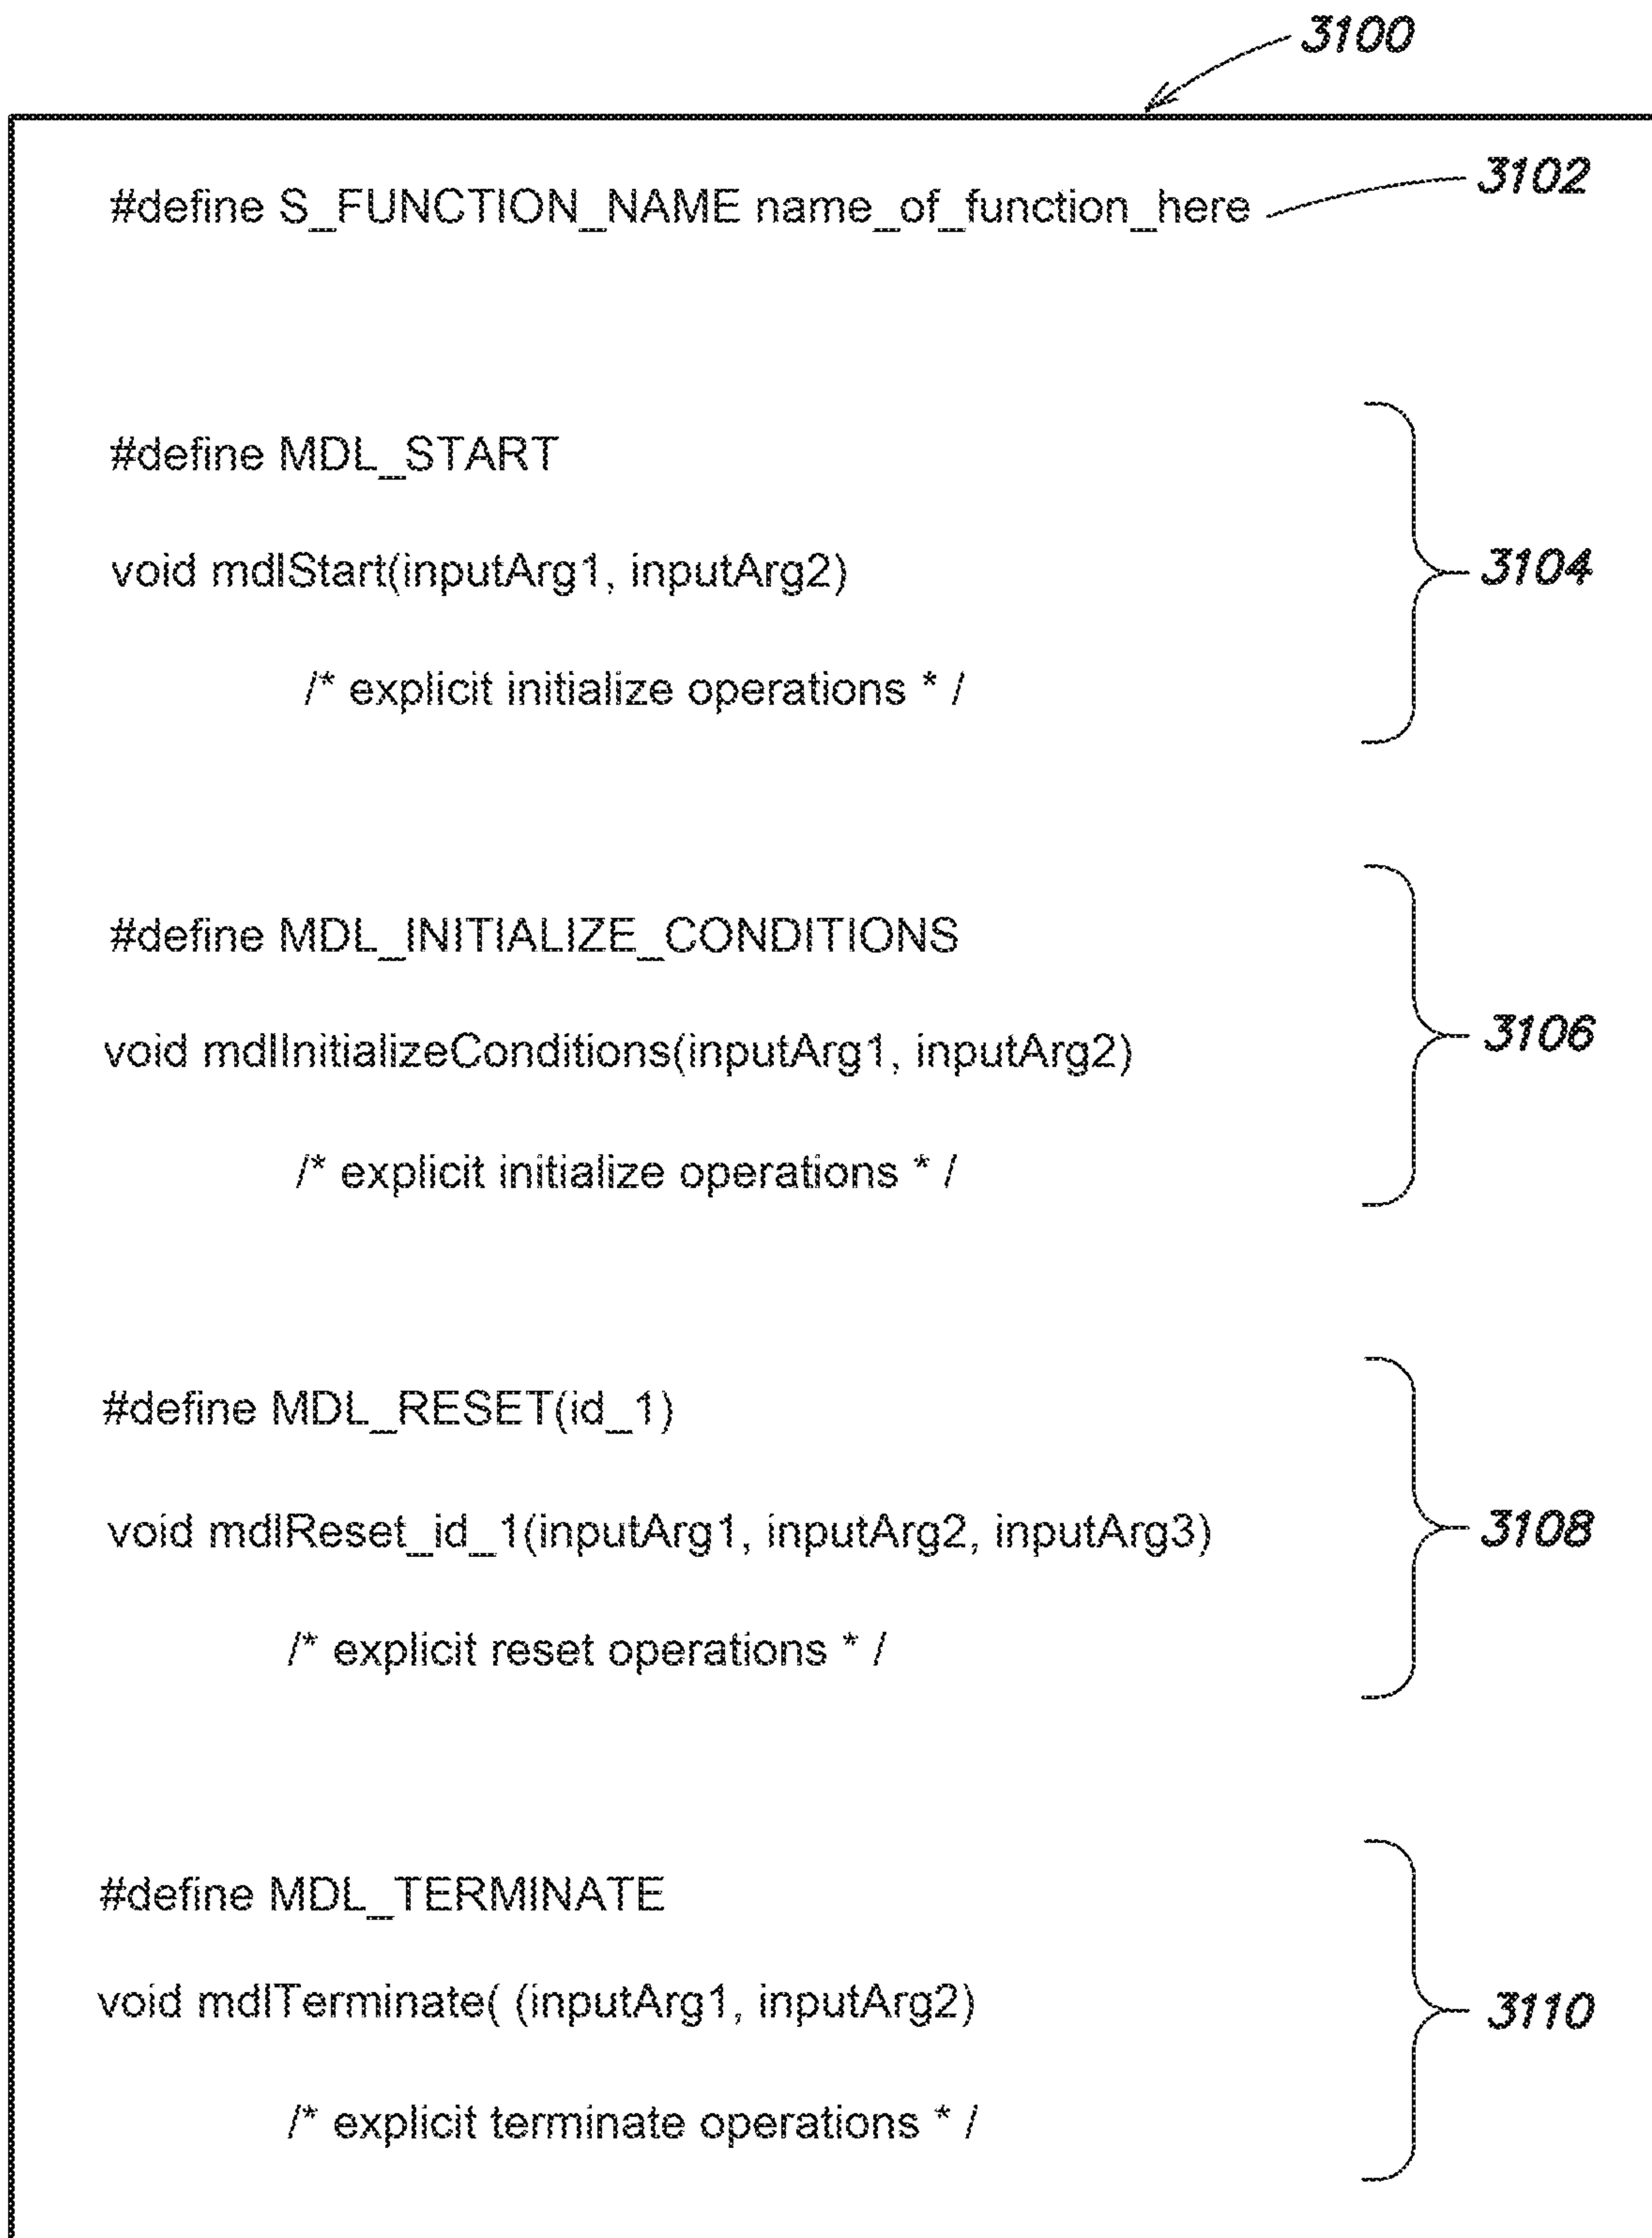 3100
#define S_FUNCTION_NAME name_of_function_here 3102
#define MDL_START
void mdlStart(inputArg1, inputArg2) 3104
/* explicit initialize operations * /
#define MDL_INITIALIZE_CONDITIONS
void mdlInitializeConditions(inputArg1, inputArg2) 3106
/* explicit initialize operations * /
#define MDL_RESET(id_1)
void mdlReset_id_1(inputArg1, inputArg2, inputArg3) 3108
/* explicit reset operations * /
#define MDL_TERMINATE
void mdlTerminate( (inputArg1, inputArg2) 3110
/* explicit terminate operations * /